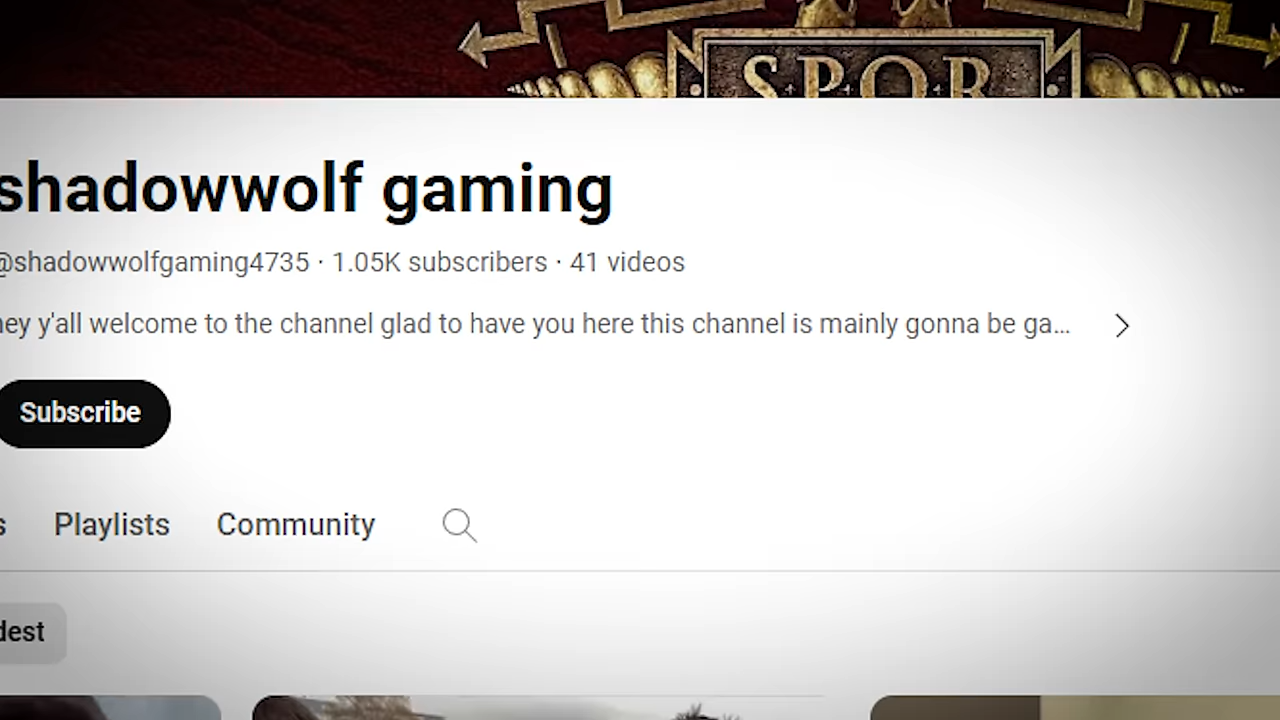 SPQR
shadowwolf gaming
@shadowwolfgaming4735 · 1.05K subscribers · 41 videos
hey y'all welcome to the channel glad to have you here this channel is mainly gonna be ga...
Subscribe
s Playlists Community
dest